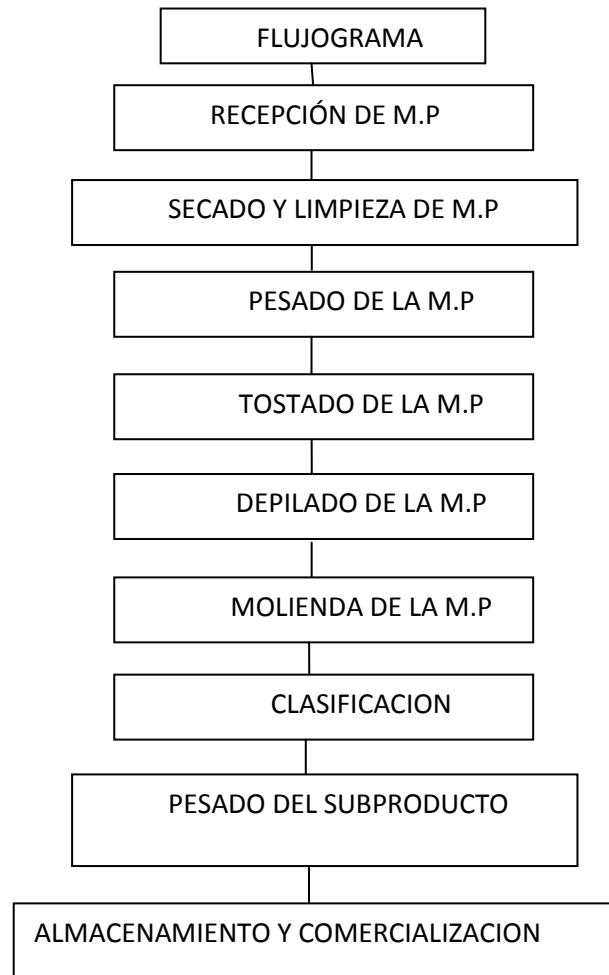 FLUJOGRAMA
RECEPCIÓN DE M.P
SECADO Y LIMPIEZA DE M.P
PESADO DE LA M.P
TOSTADO DE LA M.P
DEPILADO DE LA M.P
MOLIENDA DE LA M.P
CLASIFICACION
PESADO DEL SUBPRODUCTO
ALMACENAMIENTO Y COMERCIALIZACION